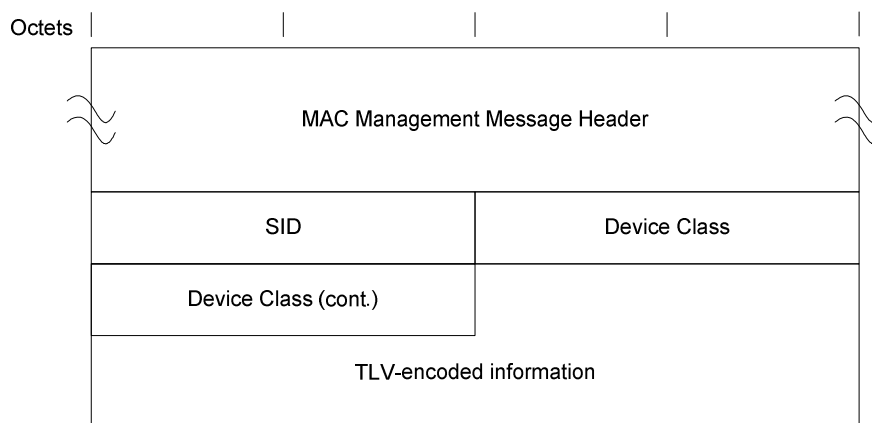 Octets
MAC Management Message Header
SID
Device Class
Device Class (cont.)
TLV-encoded information